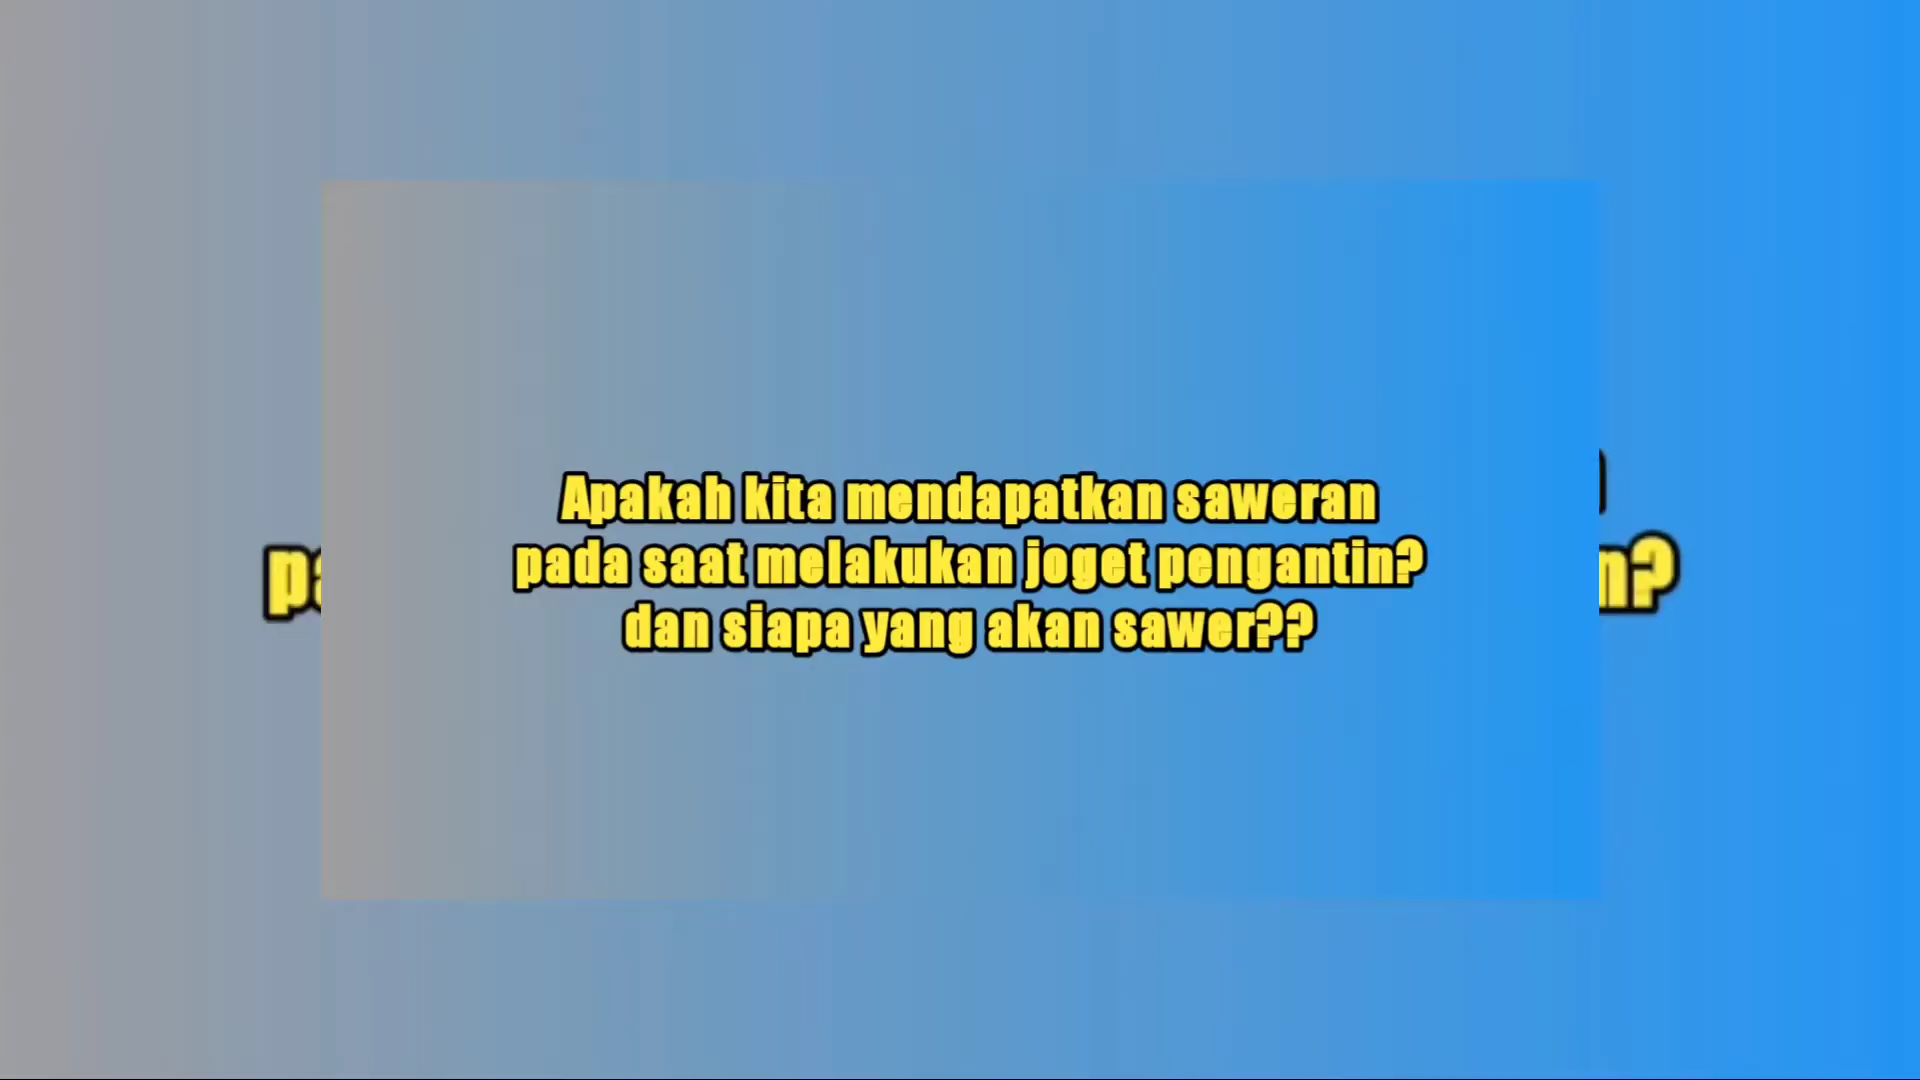 Apakah kita mendapatkan saweran
pada saat melakukan joget pengantin?
dan siapa yang akan sawer??